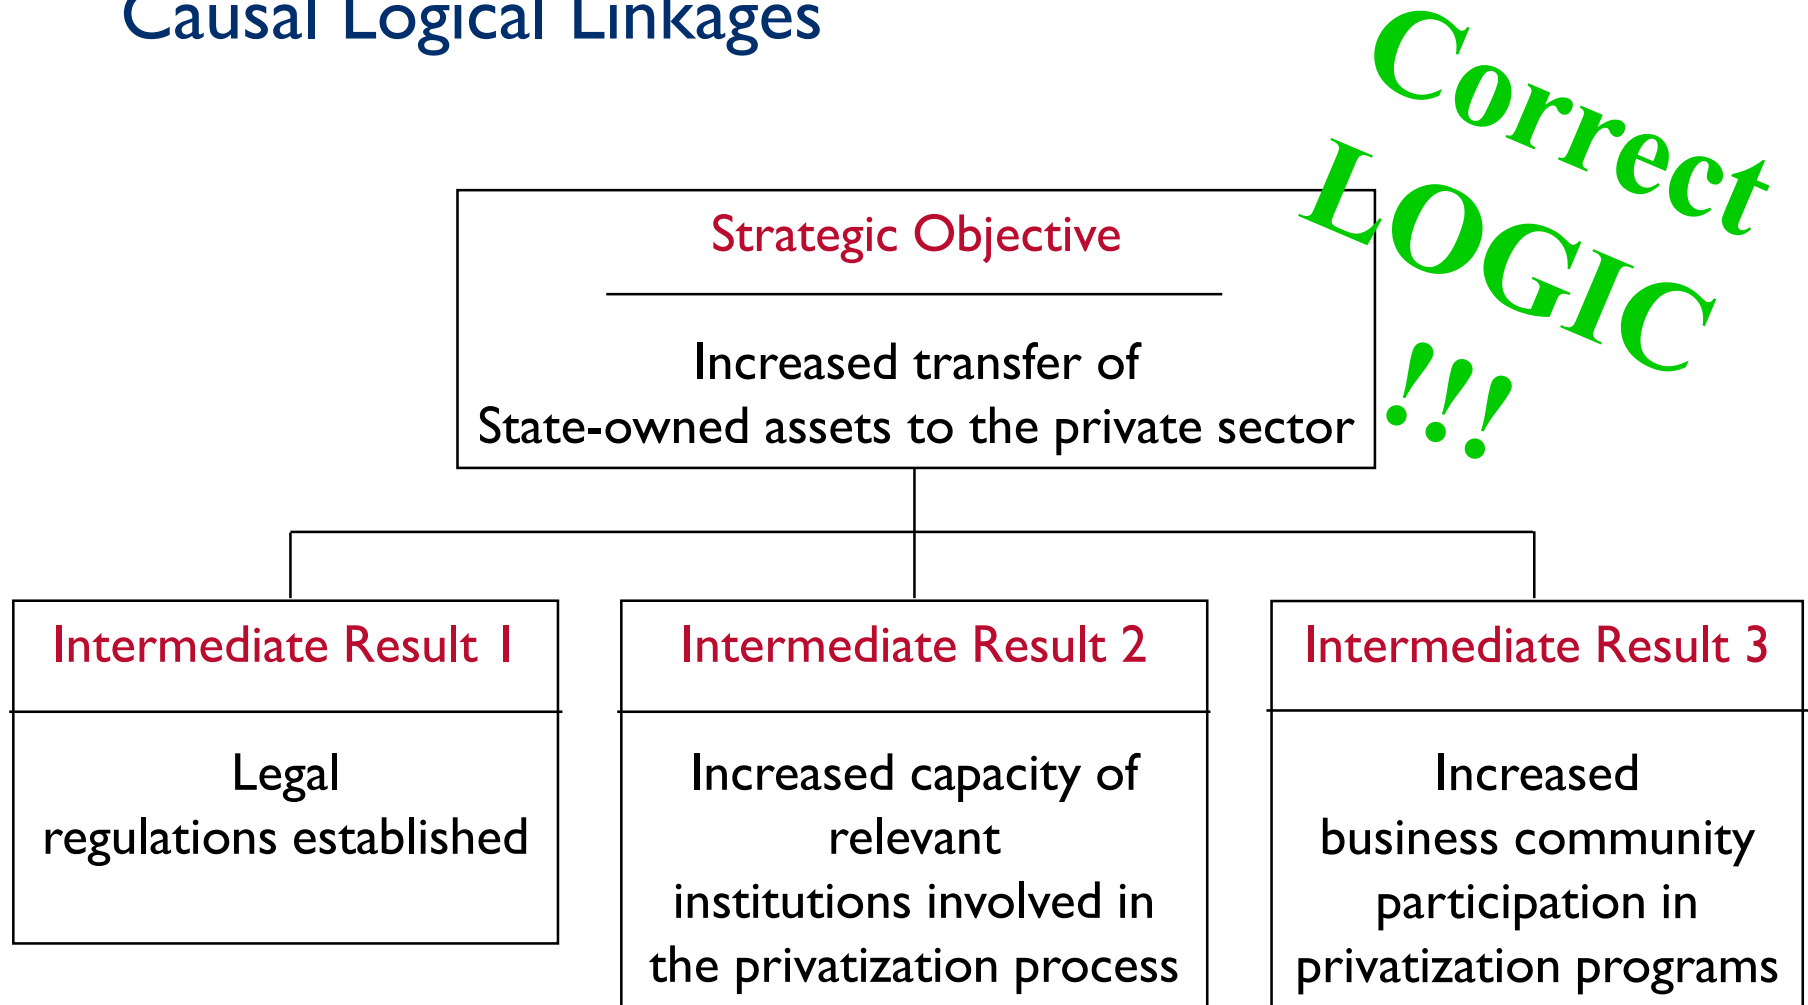 Causal Logical Linkages
Correct
LOGIC
!!!
Strategic Objective
Increased transfer of
State-owned assets to the private sector
Intermediate Result 1
Legal
regulations established
Intermediate Result 2
Increased capacity of
relevant
institutions involved in
the privatization process
Intermediate Result 3
Increased
business community
participation in
privatization programs